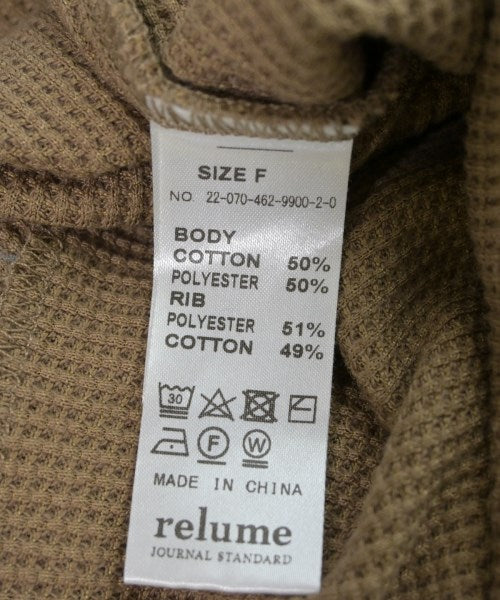 SIZE F
NO. 22-070-462-9900-2-0
BODY
COTTON 50%
POLYESTER 50%
RIB
POLYESTER 51%
COTTON 49%
30
F W
MADE IN CHINA
relume
JOURNAL STANDARD